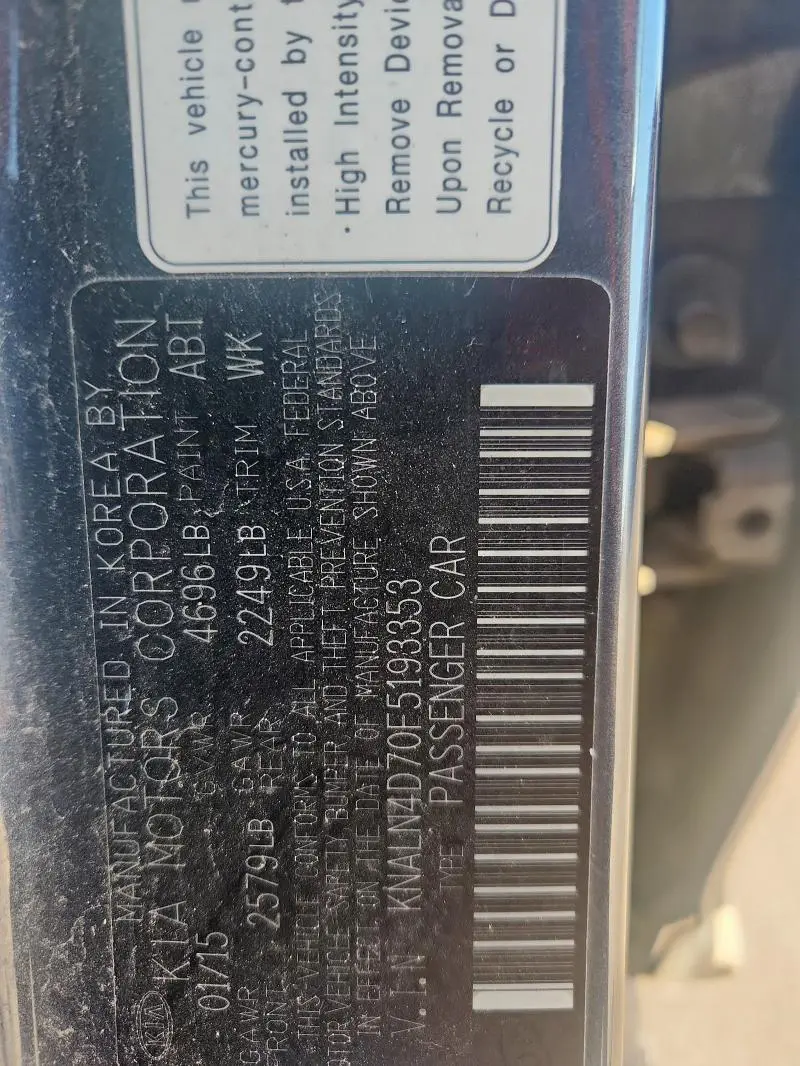 This vehicle
mercury-cont
installed by t
· High Intensity
Remove Devic
Upon Remova
Recycle or D
MANUFACTURED IN KOREA BY
KIA KIA MOTORS CORPORATION
01/15 GVWR 4696LB PAINT ABT
GAWR FRONT 2579LB GAWR REAR 2249LB TRIM WK
THIS VEHICLE CONFORMS TO ALL APPLICABLE U.S.A. FEDERAL
OTOR VEHICLE SAFETY BUMPER AND THEFT PREVENTION STANDARDS
IN EFFECT ON THE DATE OF MANUFACTURE SHOWN ABOVE
V.I.N KNALN4D70F5193353
TYPE PASSENGER CAR